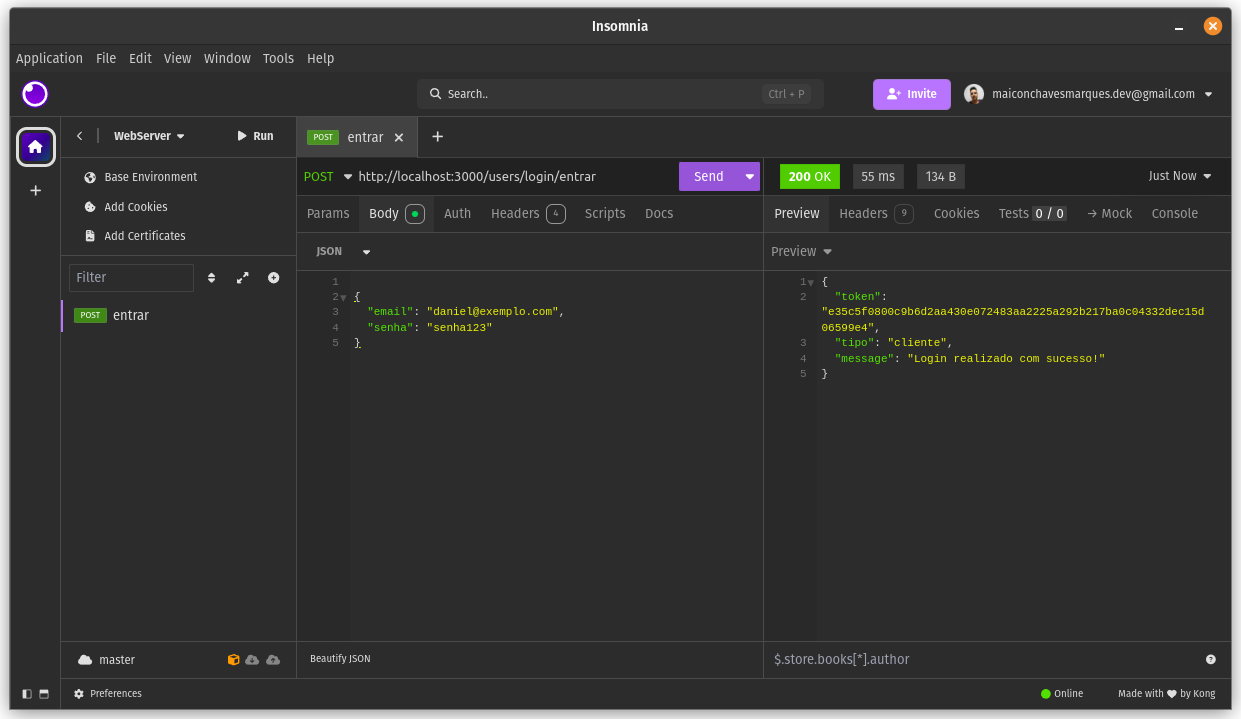 Insomnia
Application File Edit View Window Tools Help
Search.. Ctrl + P
Invite
maiconchavesmarques.dev@gmail.com
WebServer
Run
POST entrar
Base Environment
Add Cookies
Add Certificates
Filter
POST entrar
POST http://localhost:3000/users/login/entrar
Send
200 OK 55 ms 134 B
Just Now
Params Body Auth Headers 4 Scripts Docs
Preview Headers 9 Cookies Tests 0 / 0 Mock Console
JSON
Preview
1
2 {
3 "email": "daniel@exemplo.com",
4 "senha": "senha123"
5 }
1 {
2 "token":
"e35c5f0800c9b6d2aa430e072483aa2225a292b217ba0c04332dec15d
06599e4",
3 "tipo": "cliente",
4 "message": "Login realizado com sucesso!"
5 }
master
Beautify JSON
$.store.books[*].author
Preferences
Online
Made with
by Kong